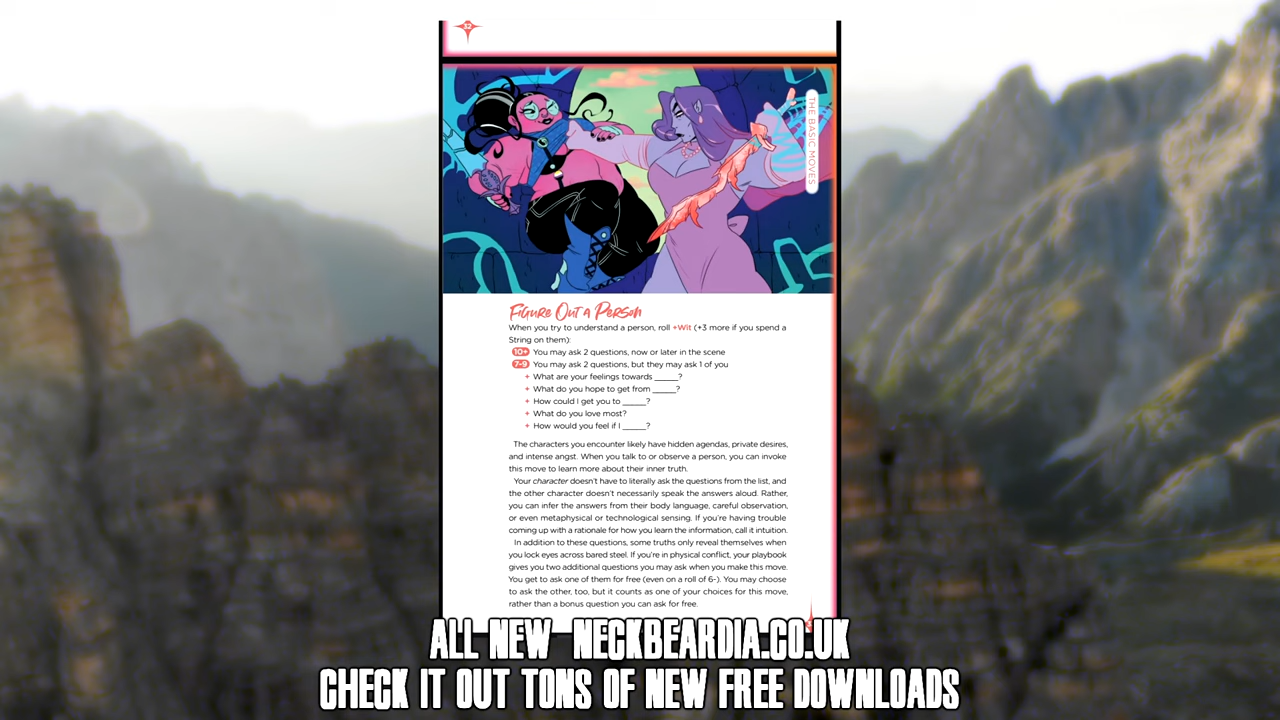 32
THE BASIC MOVES
Figure Out a Person
When you try to understand a person, roll +Wit (+3 more if you spend a
String on them):
10+ You may ask 2 questions, now or later in the scene
7-9 You may ask 2 questions, but they may ask 1 of you
+ What are your feelings towards _____?
+ What do you hope to get from _____?
+ How could I get you to _____?
+ What do you love most?
+ How would you feel if I _____?
The characters you encounter likely have hidden agendas, private desires,
and intense angst. When you talk to or observe a person, you can invoke
this move to learn more about their inner truth.
Your character doesn't have to literally ask the questions from the list, and
the other character doesn't necessarily speak the answers aloud. Rather,
you can infer the answers from their body language, careful observation,
or even metaphysical or technological sensing. If you're having trouble
coming up with a rationale for how you learn the information, call it intuition.
In addition to these questions, some truths only reveal themselves when
you lock eyes across bared steel. If you're in physical conflict, your playbook
gives you two additional questions you may ask when you make this move.
You get to ask one of them for free (even on a roll of 6-). You may choose
to ask the other, too, but it counts as one of your choices for this move,
rather than a bonus question you can ask for free.
ALL NEW NECKBEARDIA.CO.UK
CHECK IT OUT TONS OF NEW FREE DOWNLOADS